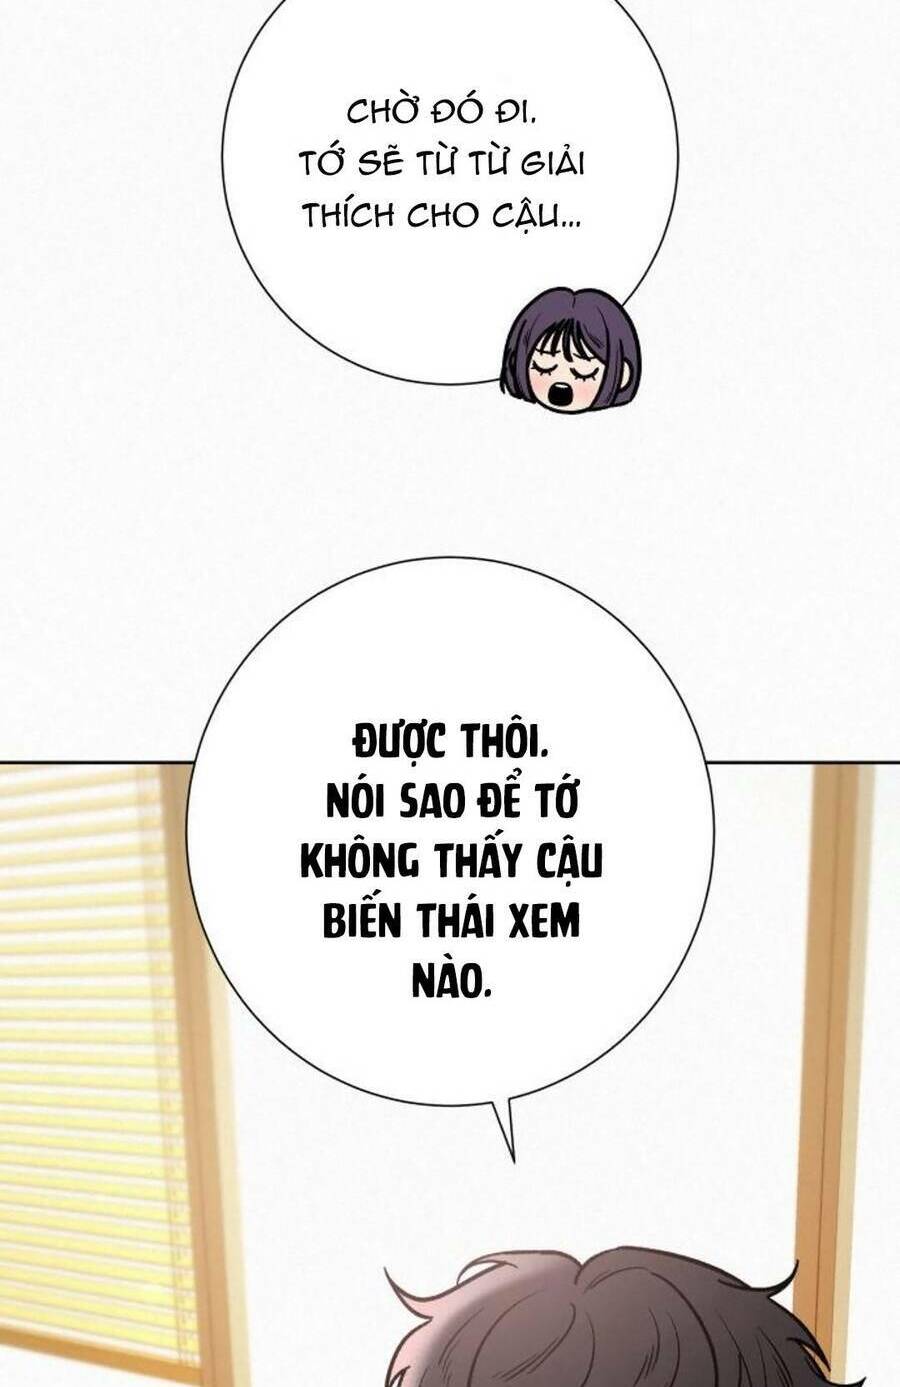 CHỜ ĐÓ ĐI.
TỚ SẼ TỪ TỪ GIẢI
THÍCH CHO CẬU...
ĐƯỢC THÔI.
NÓI SAO ĐỂ TỚ
KHÔNG THẤY CẬU
BIẾN THÁI XEM
NÀO.